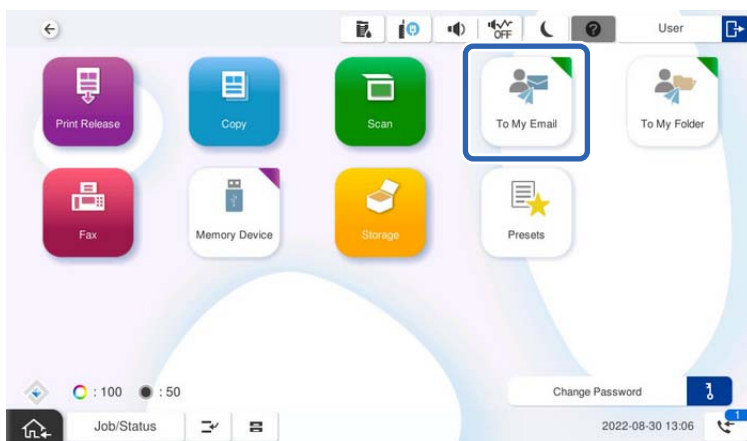 OFF
User
Print Release
Copy
Scan
To My Email
To My Folder
Fax
Memory Device
Storage
Presets
: 100
: 50
Change Password
Job/Status
2022-08-30 13:06
1